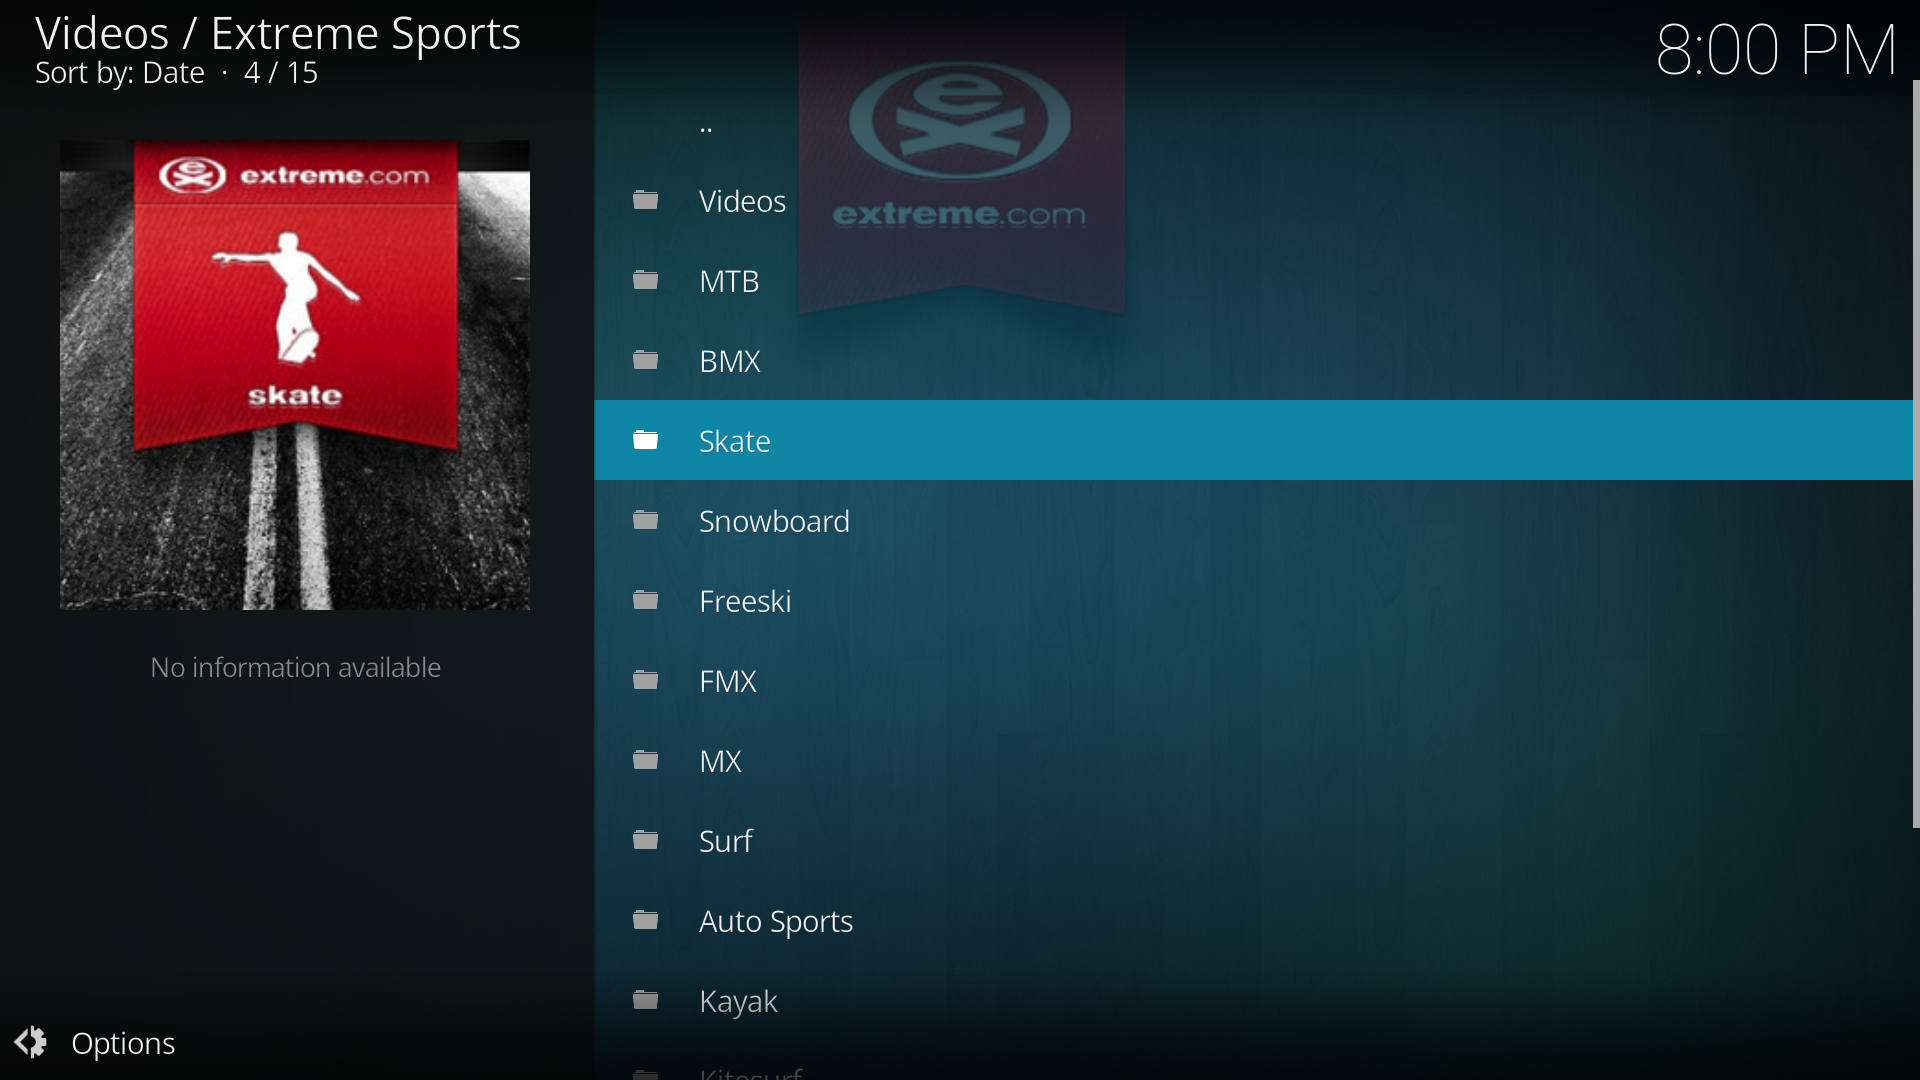 Videos / Extreme Sports
Sort by: Date · 4 / 15
8:00 PM
extreme.com
skate
No information available
Options
extreme.com
..
Videos
MTB
BMX
Skate
Snowboard
Freeski
FMX
MX
Surf
Auto Sports
Kayak
Kitesurf